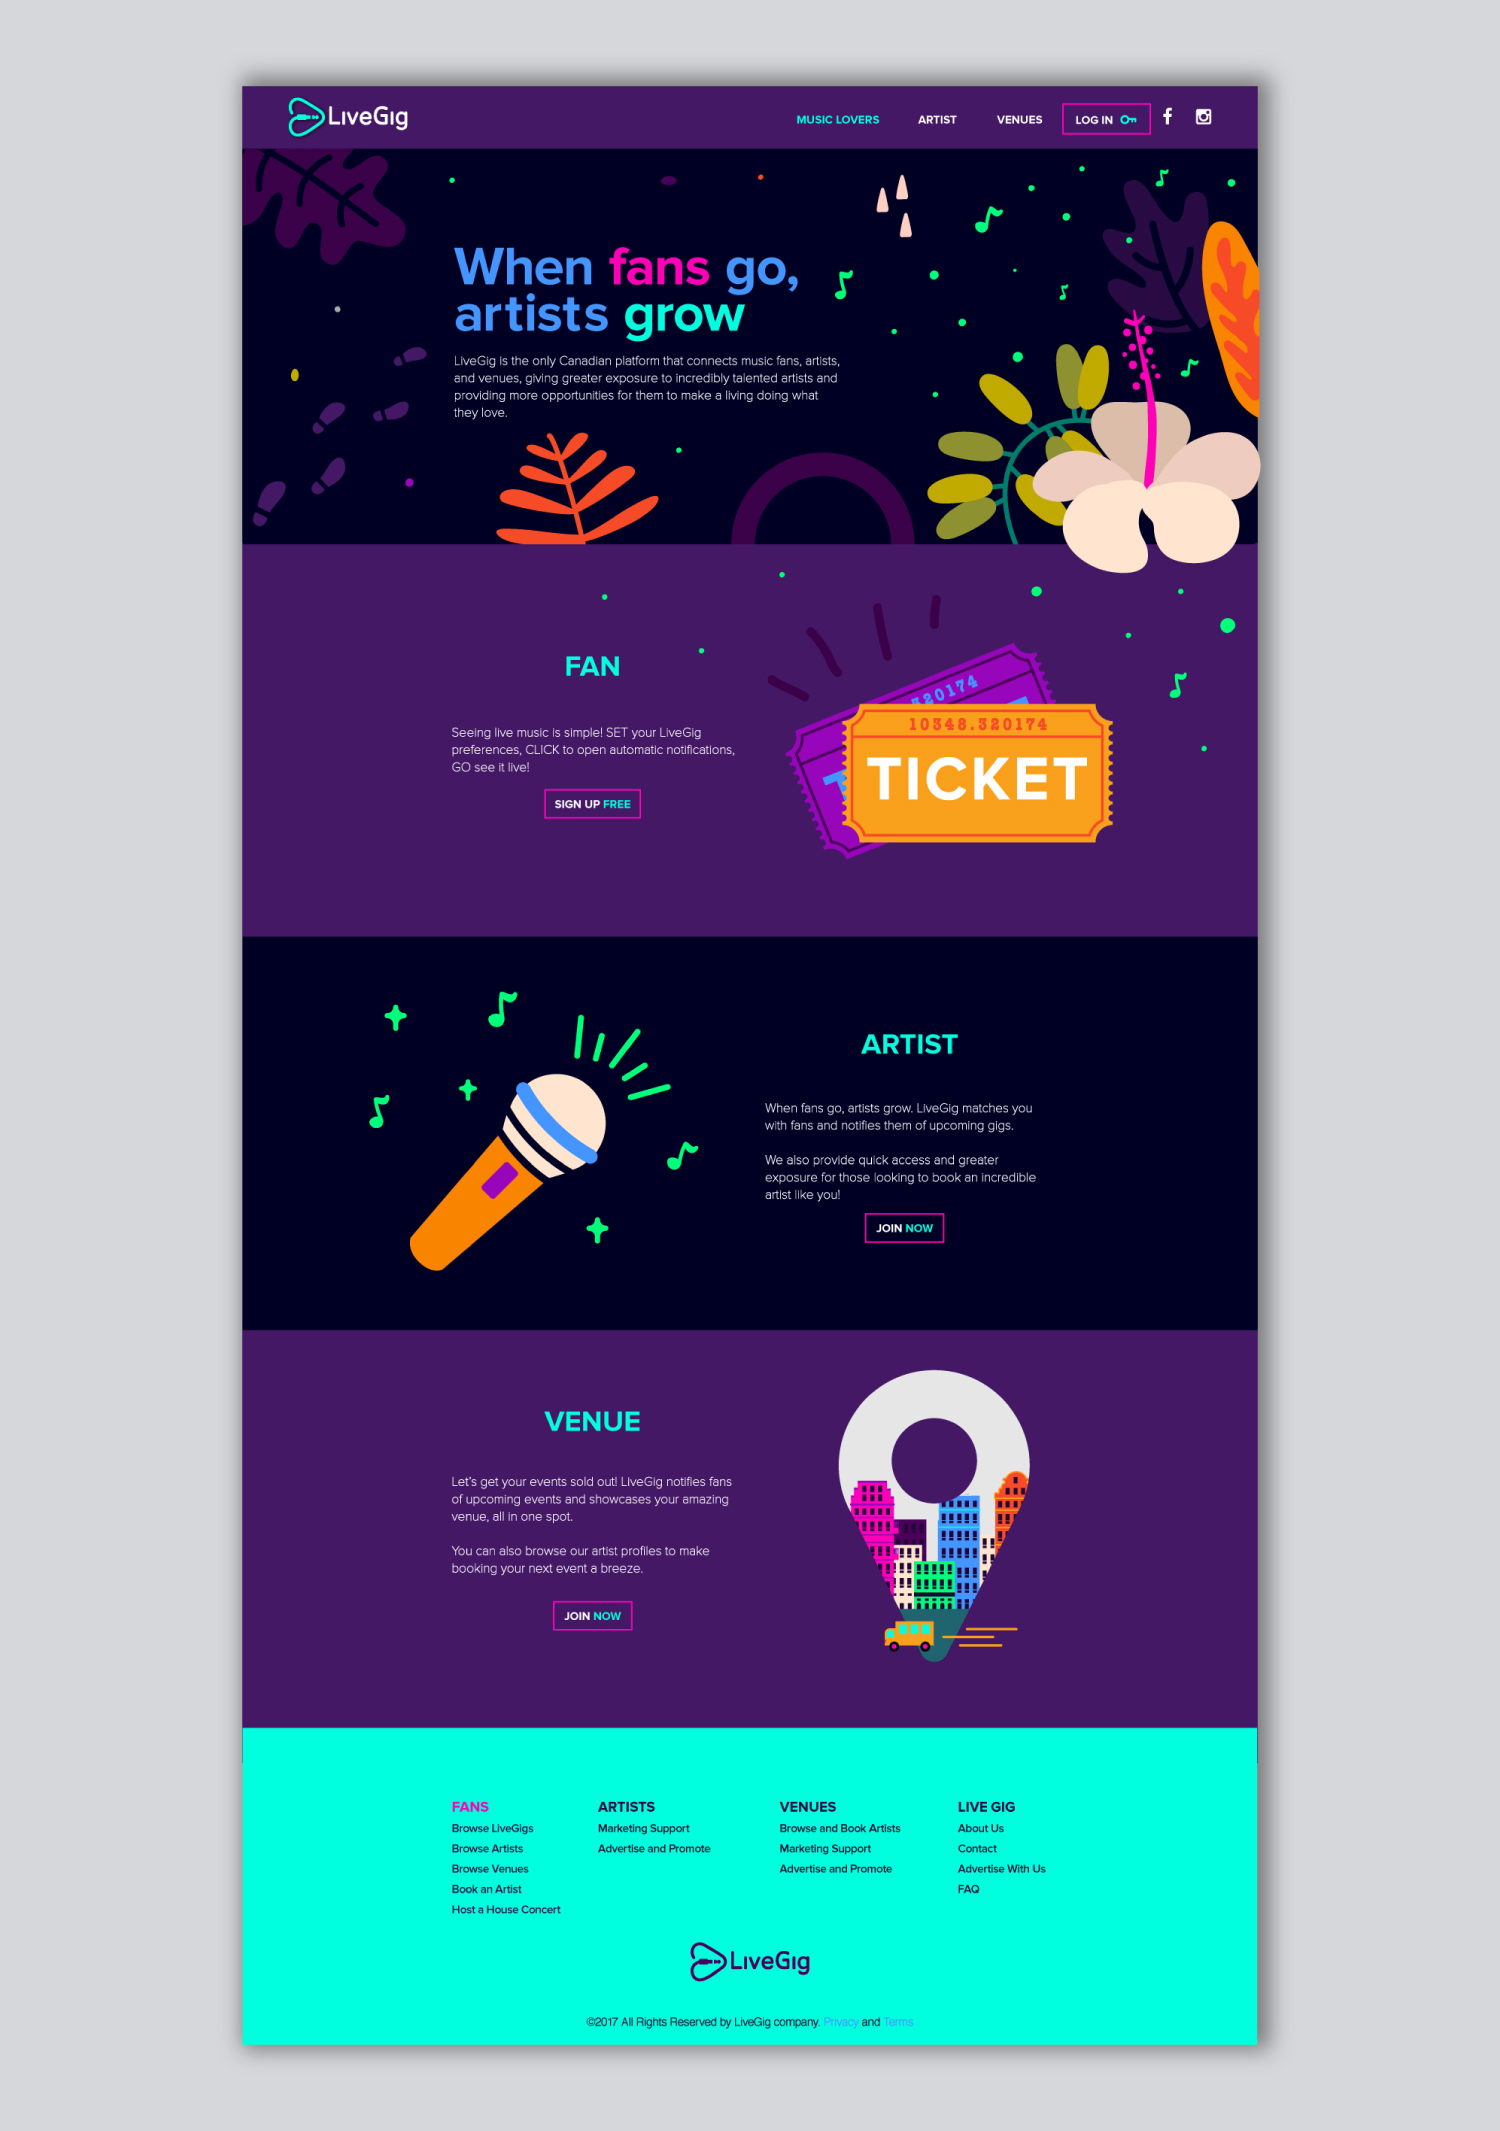 LiveGig
MUSIC LOVERS
ARTIST
VENUES
LOG IN
When fans go,
artists grow
LiveGig is the only Canadian platform that connects music fans, artists,
and venues, giving greater exposure to incredibly talented artists and
providing more opportunities for them to make a living doing what
they love.
FAN
Seeing live music is simple! SET your LiveGig
preferences, CLICK to open automatic notifications,
GO see it live!
SIGN UP FREE
320174
10348.320174
TICKET
ARTIST
When fans go, artists grow. LiveGig matches you
with fans and notifies them of upcoming gigs.
We also provide quick access and greater
exposure for those looking to book an incredible
artist like you!
JOIN NOW
VENUE
Let's get your events sold out! LiveGig notifies fans
of upcoming events and showcases your amazing
venue, all in one spot.
You can also browse our artist profiles to make
booking your next event a breeze.
JOIN NOW
FANS
Browse LiveGigs
Browse Artists
Browse Venues
Book an Artist
Host a House Concert
ARTISTS
Marketing Support
Advertise and Promote
VENUES
Browse and Book Artists
Marketing Support
Advertise and Promote
LIVE GIG
About Us
Contact
Advertise With Us
FAQ
LiveGig
©2017 All Rights Reserved by LiveGig company. Privacy and Terms